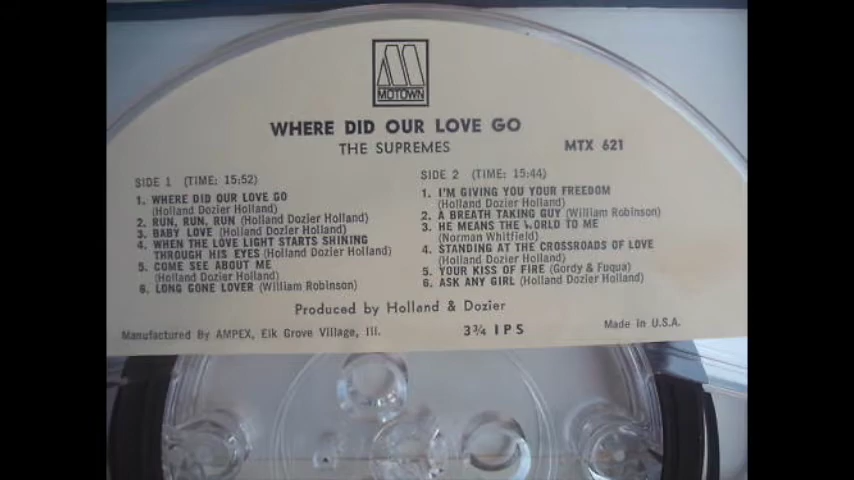 MOTOWN
WHERE DID OUR LOVE GO
THE SUPREMES
MTX 621
SIDE 1 (TIME: 15:52)
1. WHERE DID OUR LOVE GO
(Holland Dozier Holland)
2. RUN, RUN, RUN (Holland Dozier Holland)
3. BABY LOVE (Holland Dozier Holland)
4. WHEN THE LOVE LIGHT STARTS SHINING
THROUGH HIS EYES (Holland Dozier Holland)
5. COME SEE ABOUT ME
(Holland Dozier Holland)
6. LONG GONE LOVER (William Robinson)
SIDE 2 (TIME: 15:44)
1. I'M GIVING YOU YOUR FREEDOM
(Holland Dozier Holland)
2. A BREATH TAKING GUY (William Robinson)
3. HE MEANS THE WORLD TO ME
(Norman Whitfield)
4. STANDING AT THE CROSSROADS OF LOVE
(Holland Dozier Holland)
5. YOUR KISS OF FIRE (Gordy & Fuqua)
6. ASK ANY GIRL (Holland Dozier Holland)
Produced by Holland & Dozier
Manufactured By AMPEX, Elk Grove Village, Ill.
3¾ IPS
Made in U.S.A.